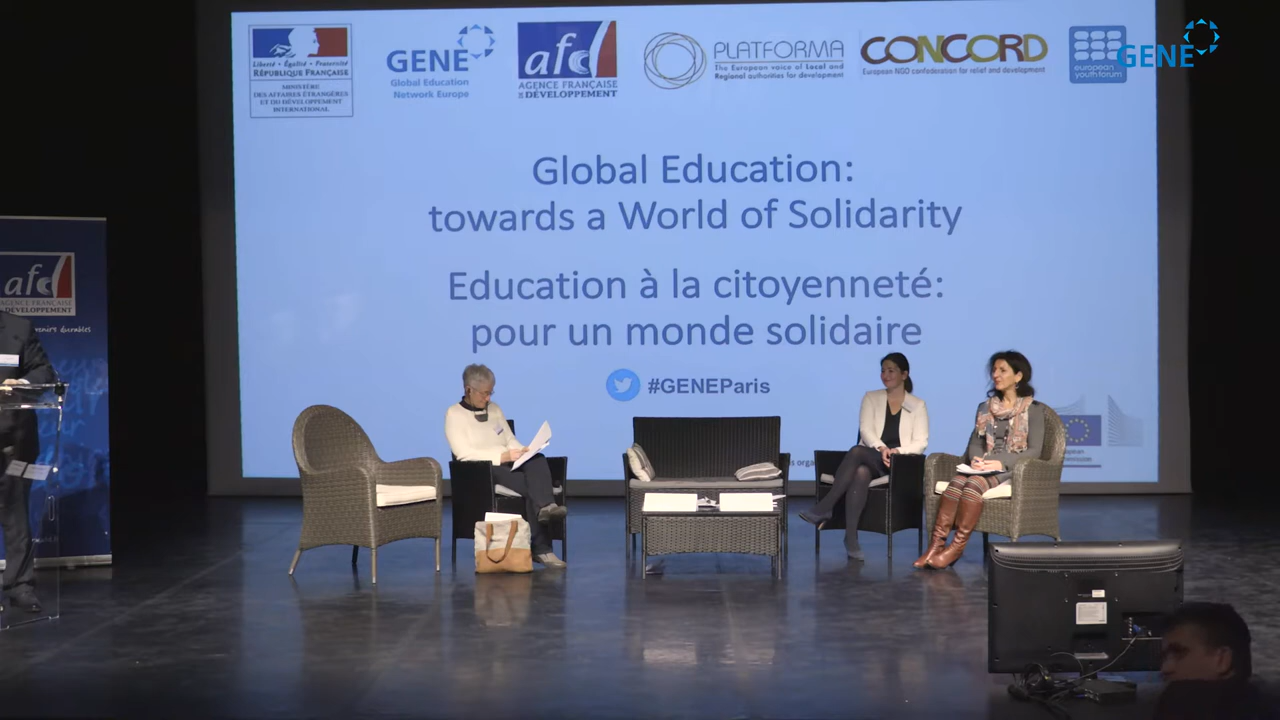 Liberté • Égalité • Fraternité
RÉPUBLIQUE FRANÇAISE
MINISTÈRE
DES AFFAIRES ÉTRANGÈRES
ET DU DÉVELOPPEMENT
INTERNATIONAL
GENE
Global Education
Network Europe
afd
AGENCE FRANÇAISE
DE DÉVELOPPEMENT
PLATFORMA
The European voice of Local and
Regional authorities for development
CONCORD
European NGO confederation for relief and development
european
youth forum
GENE
Global Education:
towards a World of Solidarity
Education à la citoyenneté:
pour un monde solidaire
#GENEParis
afd
AGENCE FRANÇAISE
DE DÉVELOPPEMENT